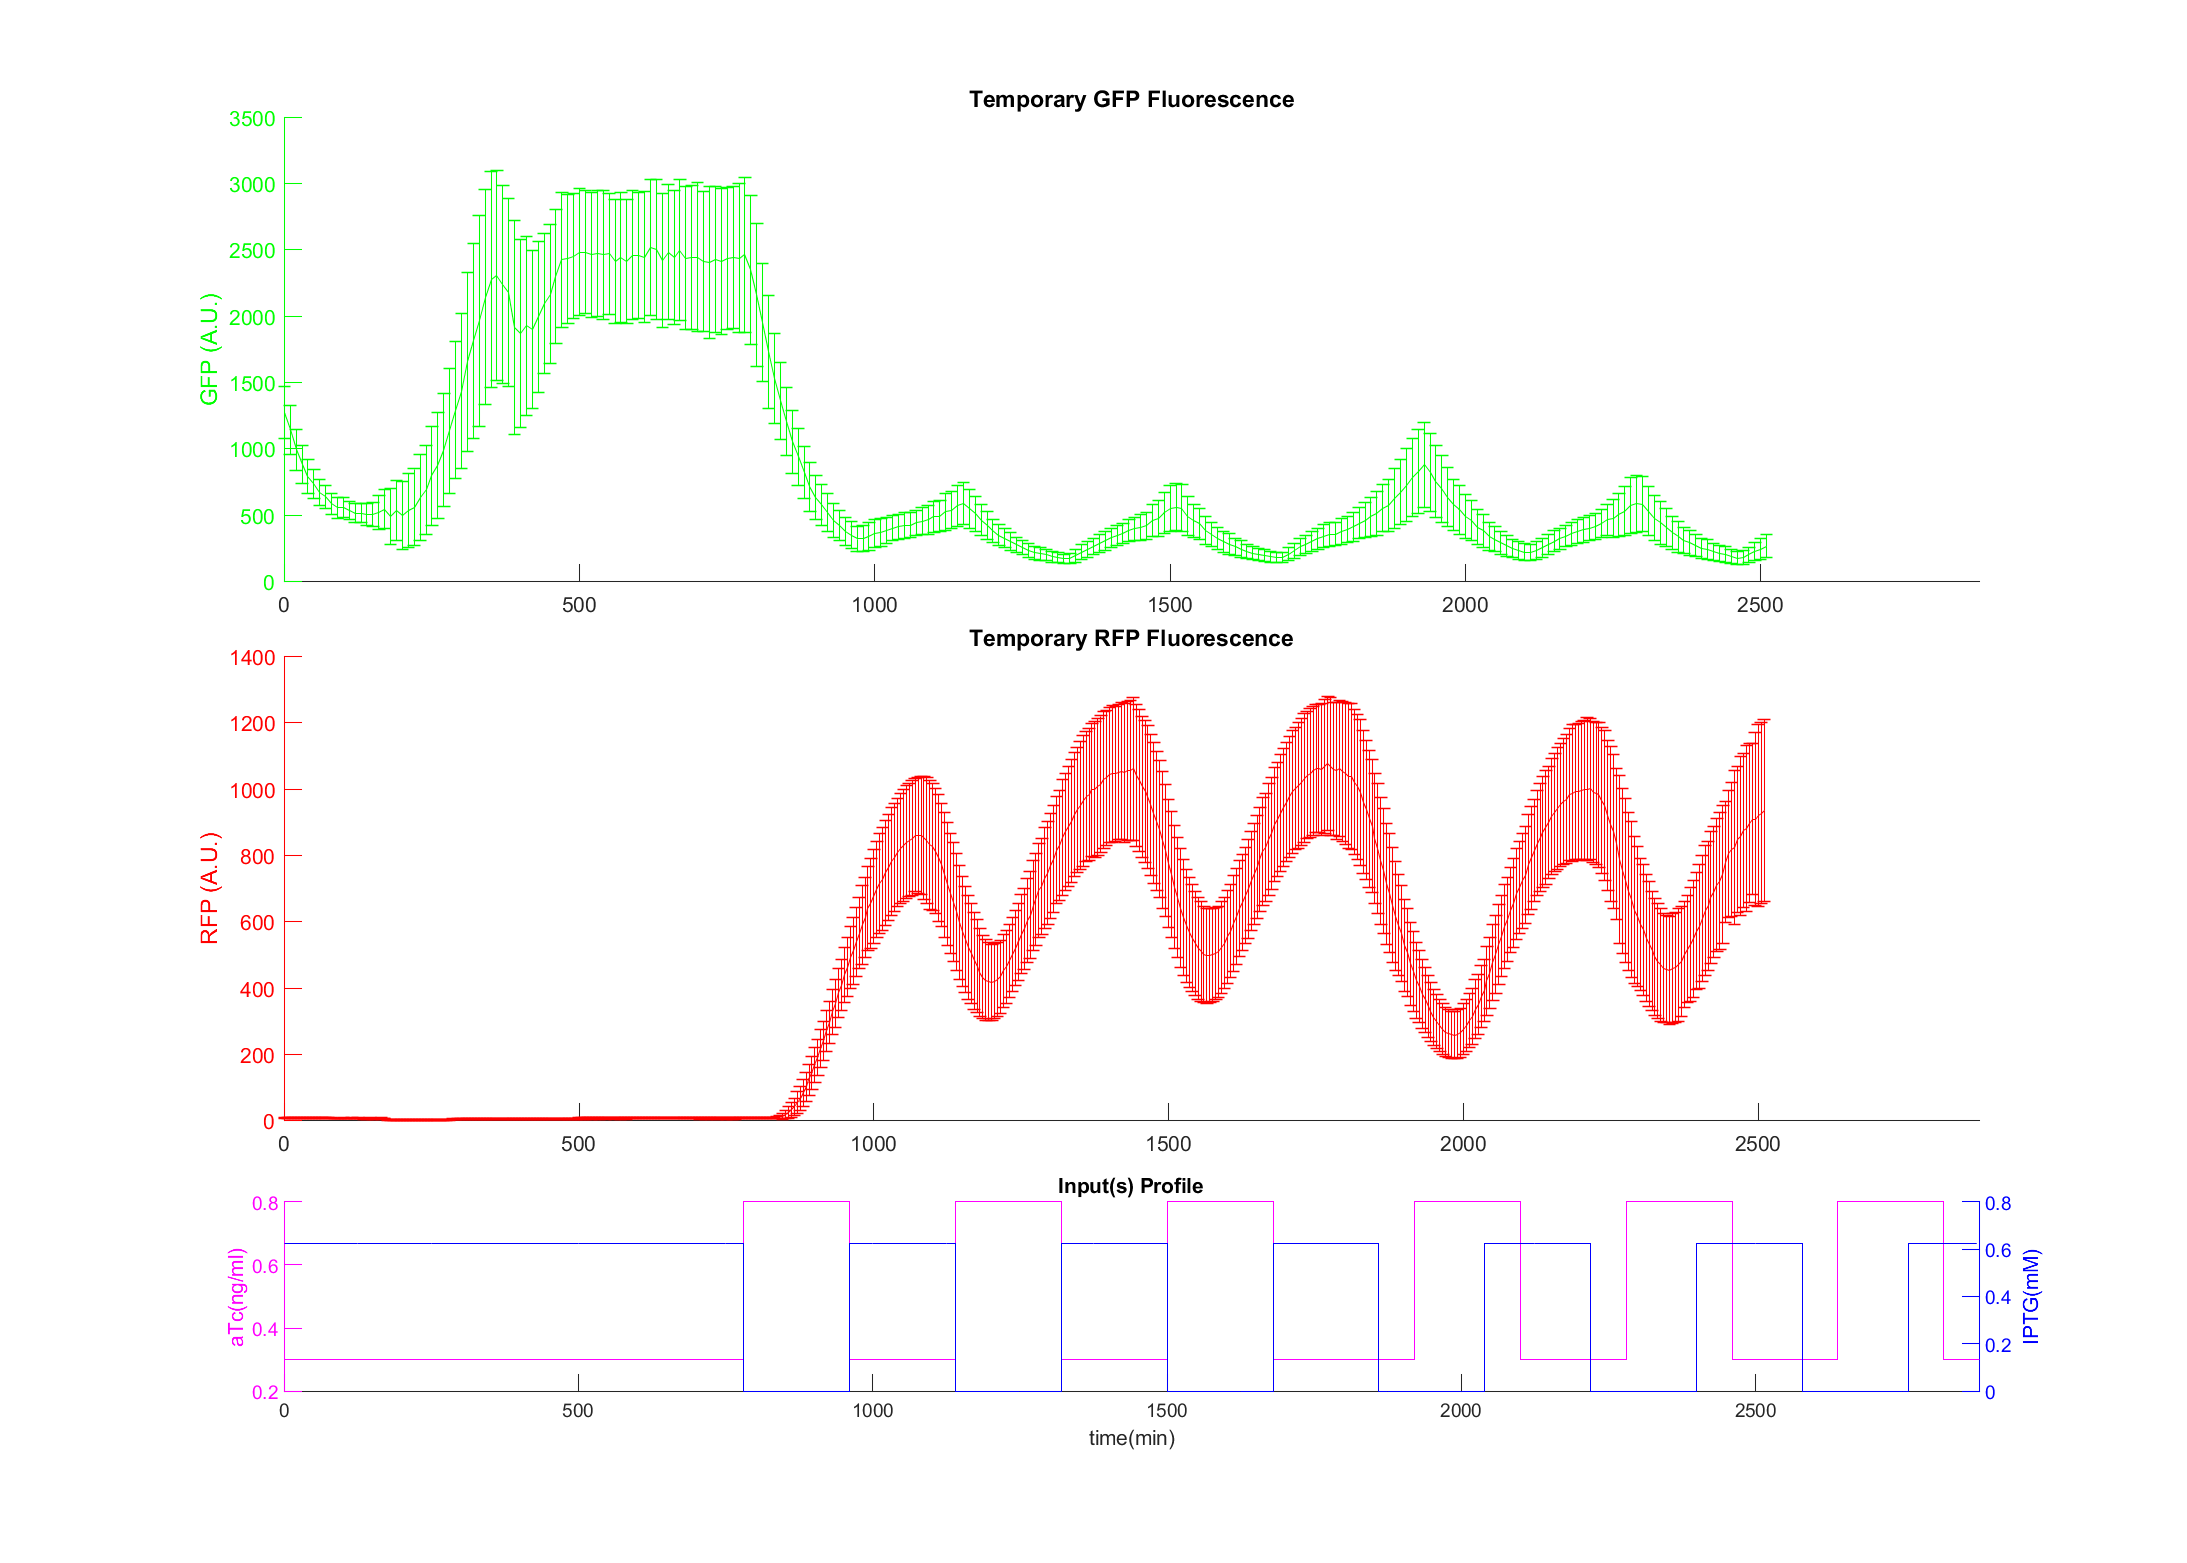 Temporary GFP Fluorescence
3500
3000
2500
2000
1500
1000
500
0
GFP (A.U.)
0 500 1000 1500 2000 2500
Temporary RFP Fluorescence
1400
1200
1000
800
600
400
200
0
RFP (A.U.)
0 500 1000 1500 2000 2500
Input(s) Profile
0.8 0.8
0.6 0.6
0.4 0.4
0.2
0.2 0
aTc(ng/ml)
IPTG(mM)
0 500 1000 1500 2000 2500
time(min)